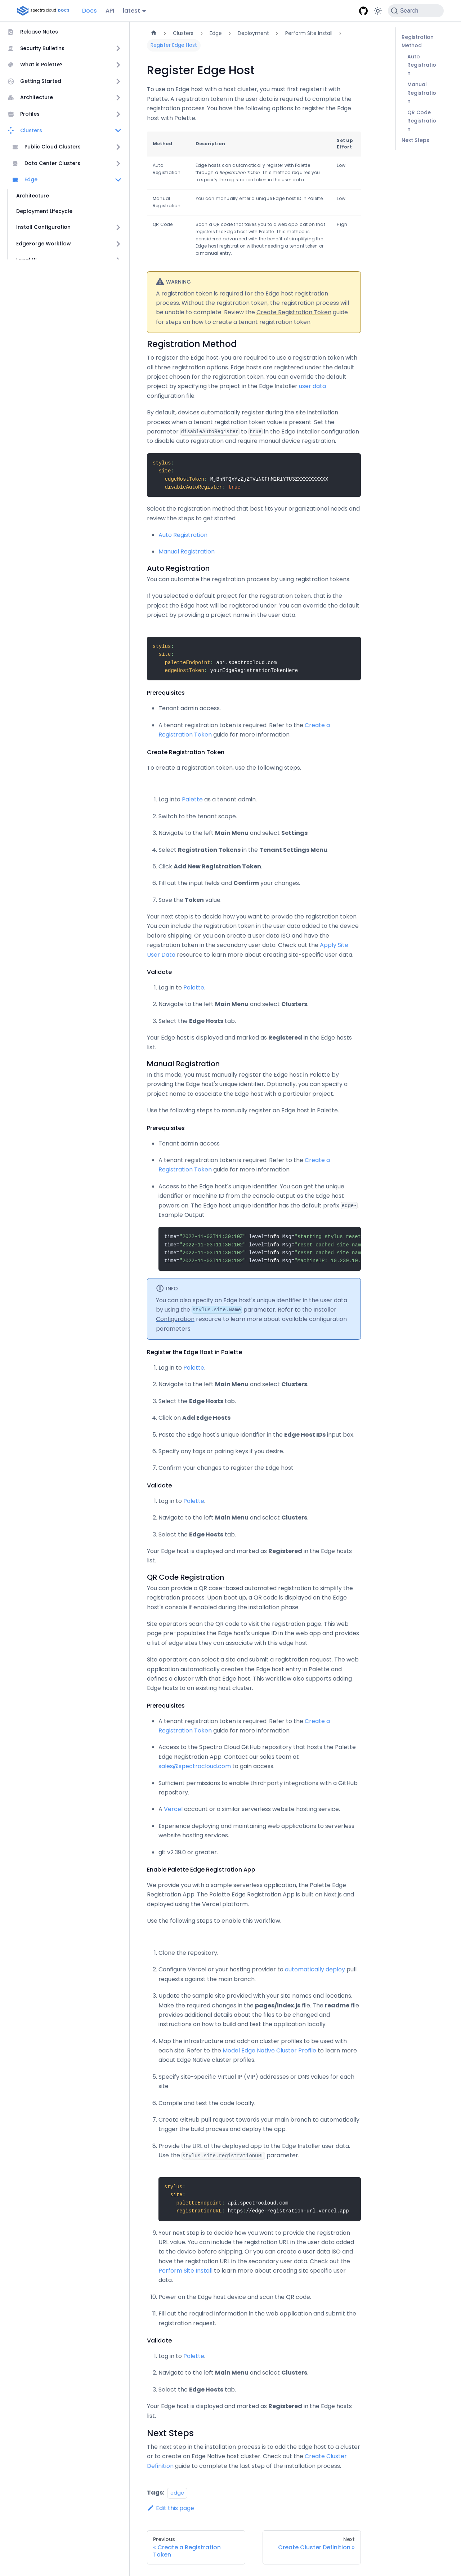 spectro cloud DOCS
Docs
API
latest
Search
Release Notes
Security Bulletins
What is Palette?
Getting Started
Architecture
Profiles
Clusters
Public Cloud Clusters
Data Center Clusters
Edge
Architecture
Deployment Lifecycle
Install Configuration
EdgeForge Workflow
Clusters
Edge
Deployment
Perform Site Install
Register Edge Host
Register Edge Host
To use an Edge host with a host cluster, you must first register it with
Palette. A registration token in the user data is required to complete the
registration process. You have the following options to register the Edge
host with Palette.
Method Description Set up Effort
Auto Registration Edge hosts can automatically register with Palette through a Registration Token. This method requires you to specify the registration token in the user data Low
Manual Registration You can manually enter a unique Edge host ID in Palette Low
QR Code Scan a QR code that takes you to a web application that registers the Edge host with Palette. This method is considered advanced with the benefit of simplifying the Edge host registration without needing a tenant token or a manual entry. High
WARNING
A registration token is required for the Edge host registration
process. Without the registration token, the registration process will
be unable to complete. Review the Create Registration Token guide
for steps on how to create a tenant registration token.
Registration Method
To register the Edge host, you are required to use a registration token with
all three registration options. Edge hosts are registered under the default
project chosen for the registration token. You can override the default
project by specifying the project in the Edge Installer user data
configuration file.
By default, devices automatically register during the site installation
process when a tenant registration token value is present. Set the
parameter disableAutoRegister to true in the Edge Installer configuration
to disable auto registration and require manual device registration.
stylus:
site:
edgeHostToken: MjBhNTQxYzZjZTViNGFhM2RlYTU3ZXXXXXXXXXX
disableAutoRegister: true
Select the registration method that best fits your organizational needs and
review the steps to get started.
Auto Registration
Manual Registration
Auto Registration
You can automate the registration process by using registration tokens.
If you selected a default project for the registration token, that is the
project the Edge host will be registered under. You can override the default
project by providing a project name in the user data.
stylus:
site:
paletteEndpoint: api.spectrocloud.com
edgeHostToken: yourEdgeRegistrationTokenHere
Prerequisites
Tenant admin access.
A tenant registration token is required. Refer to the Create a
Registration Token guide for more information.
Create Registration Token
To create a registration token, use the following steps.
1. Log into Palette as a tenant admin.
2. Switch to the tenant scope.
3. Navigate to the left Main Menu and select Settings.
4. Select Registration Tokens in the Tenant Settings Menu.
5. Click Add New Registration Token.
6. Fill out the input fields and Confirm your changes.
7. Save the Token value.
Your next step is to decide how you want to provide the registration token.
You can include the registration token in the user data added to the device
before shipping. Or you can create a user data ISO and have the
registration token in the secondary user data. Check out the Apply Site
User Data resource to learn more about creating site-specific user data.
Validate
1. Log in to Palette.
2. Navigate to the left Main Menu and select Clusters.
3. Select the Edge Hosts tab.
Your Edge host is displayed and marked as Registered in the Edge hosts
list.
Manual Registration
In this mode, you must manually register the Edge host in Palette by
providing the Edge host's unique identifier. Optionally, you can specify a
project name to associate the Edge host with a particular project.
Use the following steps to manually register an Edge host in Palette.
Prerequisites
Tenant admin access
A tenant registration token is required. Refer to the Create a
Registration Token guide for more information.
Access to the Edge host's unique identifier. You can get the unique
identifier or machine ID from the console output as the Edge host
powers on. The Edge host unique identifier has the default prefix edge-.
Example Output:
time="2022-11-03T11:30:10Z" level=info Msg="starting stylus reset
time="2022-11-03T11:30:10Z" level=info Msg="reset cached site nam
time="2022-11-03T11:30:10Z" level=info Msg="reset cached site nam
time="2022-11-03T11:30:10Z" level=info Msg="MachineIP: 10.239.10.
INFO
You can also specify an Edge host's unique identifier in the user data
by using the stylus.site.Name parameter. Refer to the Installer
Configuration resource to learn more about available configuration
parameters.
Register the Edge Host in Palette
1. Log in to Palette.
2. Navigate to the left Main Menu and select Clusters.
3. Select the Edge Hosts tab.
4. Click on Add Edge Hosts.
5. Paste the Edge host's unique identifier in the Edge Host IDs input box.
6. Specify any tags or pairing keys if you desire.
7. Confirm your changes to register the Edge host.
Validate
1. Log in to Palette.
2. Navigate to the left Main Menu and select Clusters.
3. Select the Edge Hosts tab.
Your Edge host is displayed and marked as Registered in the Edge hosts
list.
QR Code Registration
You can provide a QR case-based automated registration to simplify the
registration process. Upon boot up, a QR code is displayed on the Edge
host's console if enabled during the installation phase.
Site operators scan the QR code to visit the registration page. This web
page pre-populates the Edge host's unique ID in the web app and provides
a list of edge sites they can associate with this edge host.
Site operators can select a site and submit a registration request. The web
application automatically creates the Edge host entry in Palette and
defines a cluster with that Edge host. This workflow also supports adding
Edge hosts to an existing host cluster.
Prerequisites
A tenant registration token is required. Refer to the Create a
Registration Token guide for more information.
Access to the Spectro Cloud GitHub repository that hosts the Palette
Edge Registration App. Contact our sales team at
sales@spectrocloud.com to gain access.
Sufficient permissions to enable third-party integrations with a GitHub
repository.
A Vercel account or a similar serverless website hosting service.
Experience deploying and maintaining web applications to serverless
website hosting services.
git v2.39.0 or greater.
Enable Palette Edge Registration App
We provide you with a sample serverless application, the Palette Edge
Registration App. The Palette Edge Registration App is built on Next.js and
deployed using the Vercel platform.
Use the following steps to enable this workflow.
1. Clone the repository.
2. Configure Vercel or your hosting provider to automatically deploy pull
requests against the main branch.
3. Update the sample site provided with your site names and locations.
Make the required changes in the pages/index.js file. The readme file
provides additional details about the files to be changed and
instructions on how to build and test the application locally.
4. Map the infrastructure and add-on cluster profiles to be used with
each site. Refer to the Model Edge Native Cluster Profile to learn more
about Edge Native cluster profiles.
5. Specify site-specific Virtual IP (VIP) addresses or DNS values for each
site.
6. Compile and test the code locally.
7. Create GitHub pull request towards your main branch to automatically
trigger the build process and deploy the app.
8. Provide the URL of the deployed app to the Edge Installer user data.
Use the stylus.site.registrationURL parameter.
stylus:
site:
paletteEndpoint: api.spectrocloud.com
registrationURL: https://edge-registration-url.vercel.app
9. Your next step is to decide how you want to provide the registration
URL value. You can include the registration URL in the user data added
to the device before shipping. Or you can create a user data ISO and
have the registration URL in the secondary user data. Check out the
Perform Site Install to learn more about creating site specific user
data.
10. Power on the Edge host device and scan the QR code.
11. Fill out the required information in the web application and submit the
registration request.
Validate
1. Log in to Palette.
2. Navigate to the left Main Menu and select Clusters.
3. Select the Edge Hosts tab.
Your Edge host is displayed and marked as Registered in the Edge hosts
list.
Next Steps
The next step in the installation process is to add the Edge host to a cluster
or to create an Edge Native host cluster. Check out the Create Cluster
Definition guide to complete the last step of the installation process.
Tags: edge
Edit this page
Previous
« Create a Registration
Token
Next
Create Cluster Definition »
Registration
Method
Auto
Registratio
n
Manual
Registratio
n
QR Code
Registratio
n
Next Steps